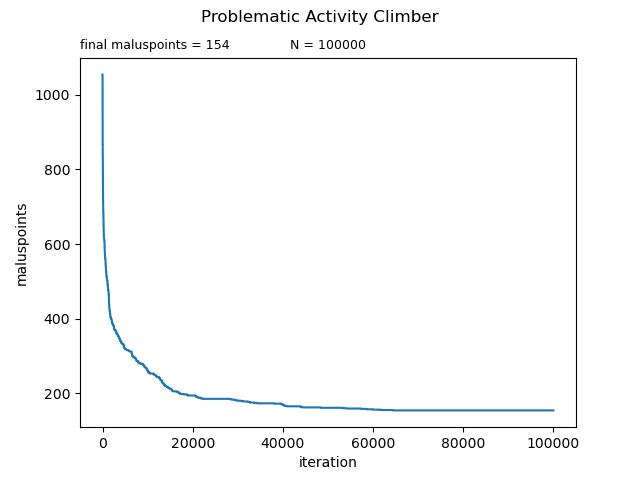 Problematic Activity Climber
final maluspoints = 154 N = 100000
1000
800
600
400
200
maluspoints
0 20000 40000 60000 80000 100000
iteration